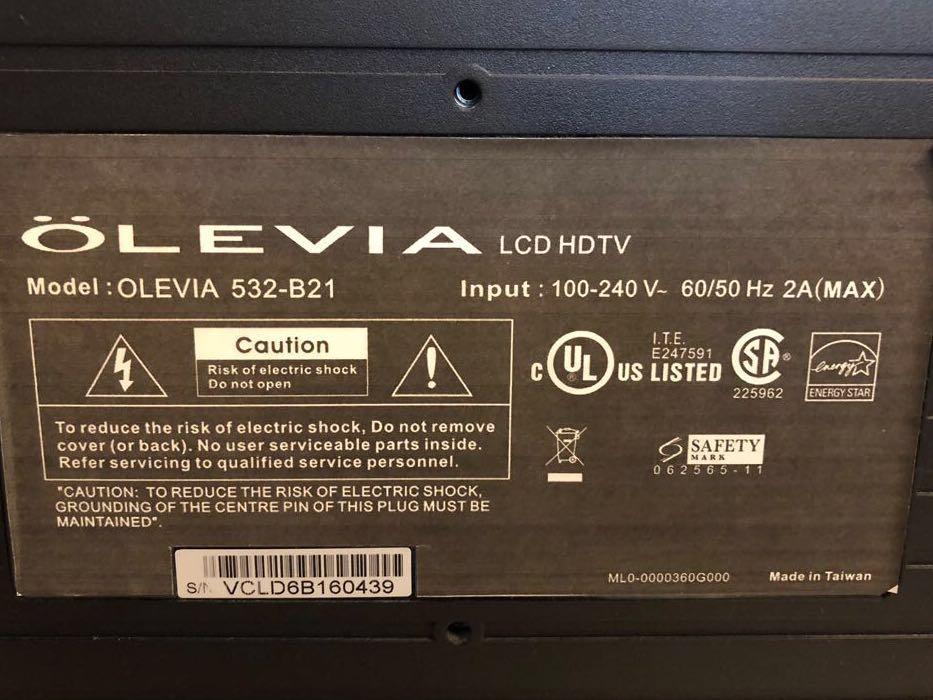 ÖLEVIA LCD HDTV
Model : OLEVIA 532-B21 Input : 100-240 V~ 60/50 Hz 2A(MAX)
Caution
Risk of electric shock
Do not open
To reduce the risk of electric shock, Do not remove
cover (or back). No user serviceable parts inside.
Refer servicing to qualified service personnel.
"CAUTION: TO REDUCE THE RISK OF ELECTRIC SHOCK,
GROUNDING OF THE CENTRE PIN OF THIS PLUG MUST BE
MAINTAINED".
I.T.E.
E247591
C UL ® US LISTED
SA ®
225962
energy
ENERGY STAR
SAFETY
MARK
062565-11
S/N VCLD6B160439
ML0-0000360G000 Made in Taiwan